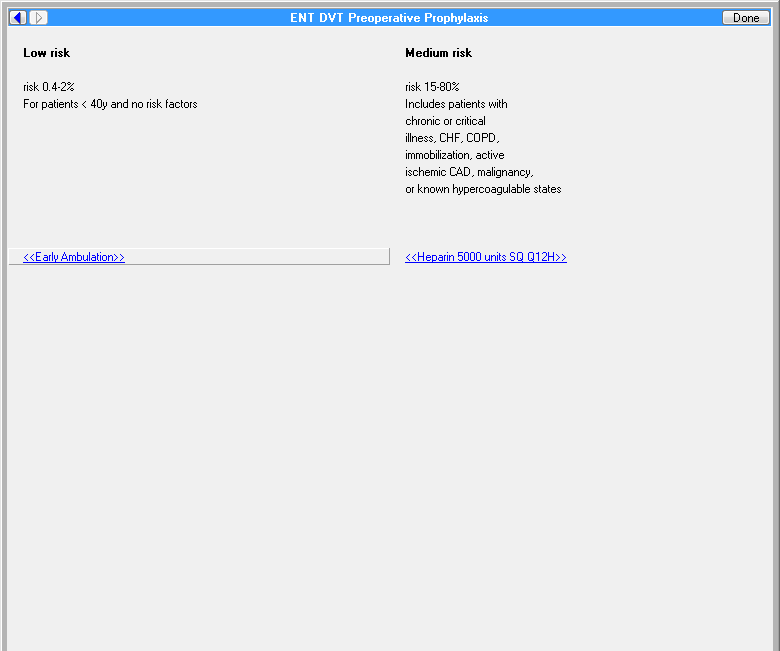 ENT DVT Preoperative Prophylaxis
Done
Low risk
risk 0.4-2%
For patients < 40y and no risk factors
<<Early Ambulation>>
Medium risk
risk 15-80%
Includes patients with
chronic or critical
illness, CHF, COPD,
immobilization, active
ischemic CAD, malignancy,
or known hypercoagulable states
<<Heparin 5000 units SQ Q12H>>